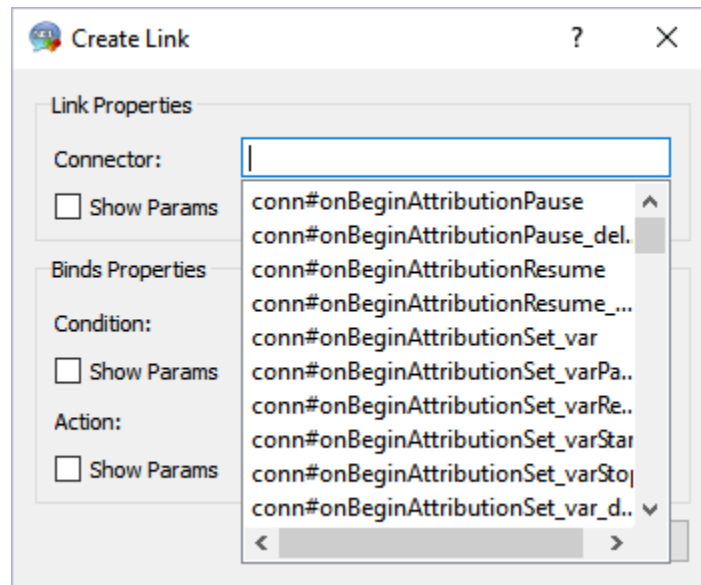 Create Link
?
Link Properties
Connector:
Show Params
conn#onBeginAttributionPause
conn#onBeginAttributionPause_del..
conn#onBeginAttributionResume
Binds Properties
conn#onBeginAttributionResume_...
Condition:
conn#onBeginAttributionSet_var
Show Params
conn#onBeginAttributionSet_varPa..
conn#onBeginAttributionSet_varRe..
Action:
conn#onBeginAttributionSet_varStar
Show Params
conn#onBeginAttributionSet_varStop
conn#onBeginAttributionSet_var_d..